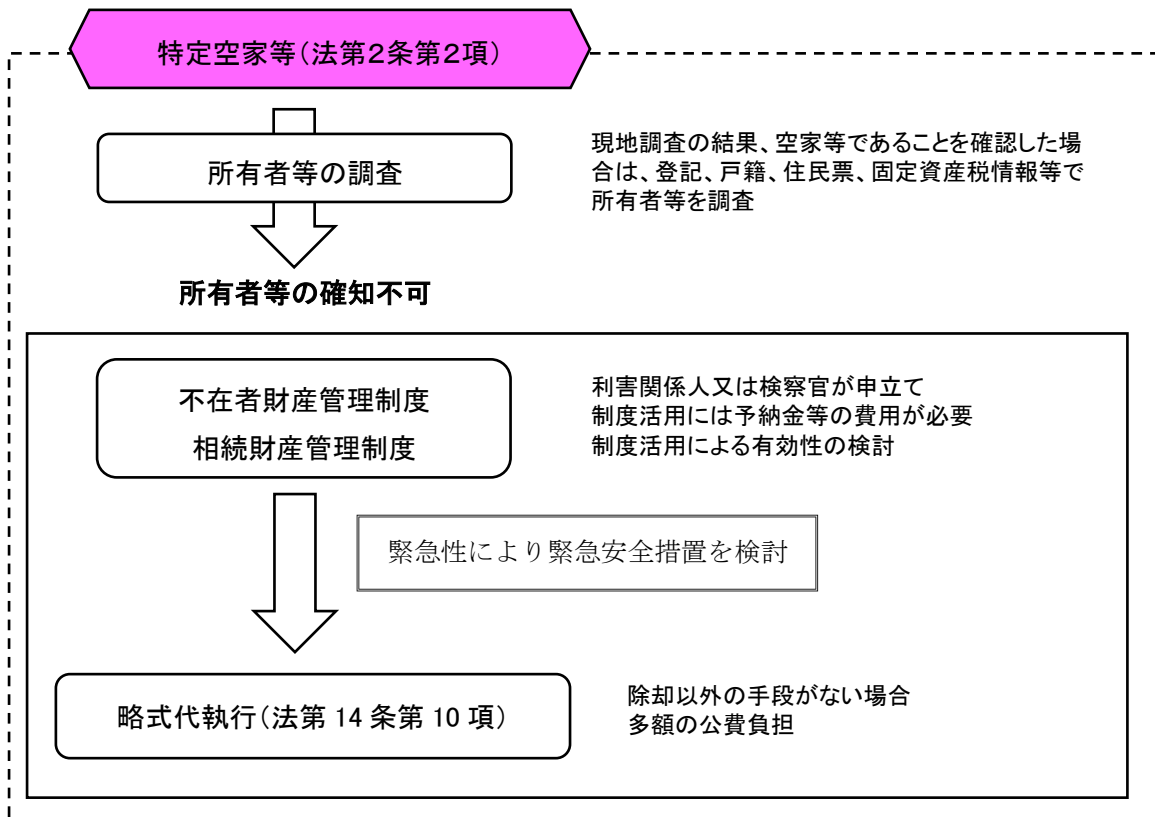 特定空家等（法第２条第２項）
所有者等の調査
現地調査の結果、空家等であることを確認した場
合は、登記、戸籍、住民票、固定資産税情報等で
所有者等を調査
所有者等の確知不可
不在者財産管理制度
相続財産管理制度
利害関係人又は検察官が申立て
制度活用には予納金等の費用が必要
制度活用による有効性の検討
緊急性により緊急安全措置を検討
略式代執行（法第 14 条第 10 項）
除却以外の手段がない場合
多額の公費負担